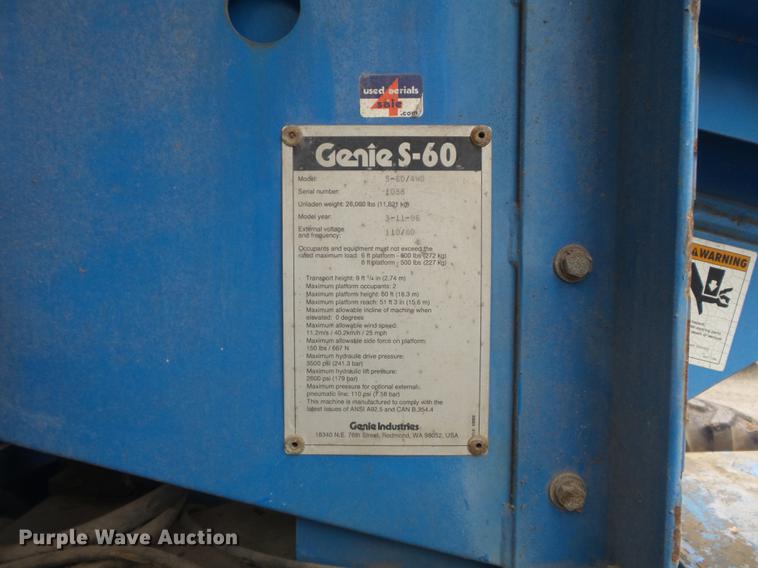 used aerials
4
sale
.com
Genie S-60
Model: S-60/4WD
Serial number: 1038
Unladen weight: 26,060 lbs (11,821 kg)
Model year: 3-11-96
External voltage
and frequency: 110/60
Occupants and equipment must not exceed the
rated maximum load: 6 ft platform - 600 lbs (272 kg)
8 ft platform - 500 lbs (227 kg)
Transport height: 9 ft ¼ in (2.74 m)
Maximum platform occupants: 2
Maximum platform height: 60 ft (18.3 m)
Maximum platform reach: 51 ft 3 in (15.6 m)
Maximum allowable incline of machine when
elevated: 0 degrees
Maximum allowable wind speed:
11.2m/s / 40.2km/h / 25 mph
Maximum allowable side force on platform:
150 lbs / 667 N
Maximum hydraulic drive pressure:
3500 psi (241.3 bar)
Maximum hydraulic lift pressure:
2600 psi (179 bar)
Maximum pressure for optional external
pneumatic line: 110 psi (7.58 bar)
This machine is manufactured to comply with the
latest issues of ANSI A92.5 and CAN B.354.4
Genie Industries
18340 N.E. 76th Street, Redmond, WA 98052, USA
WARNING
Purple Wave Auction